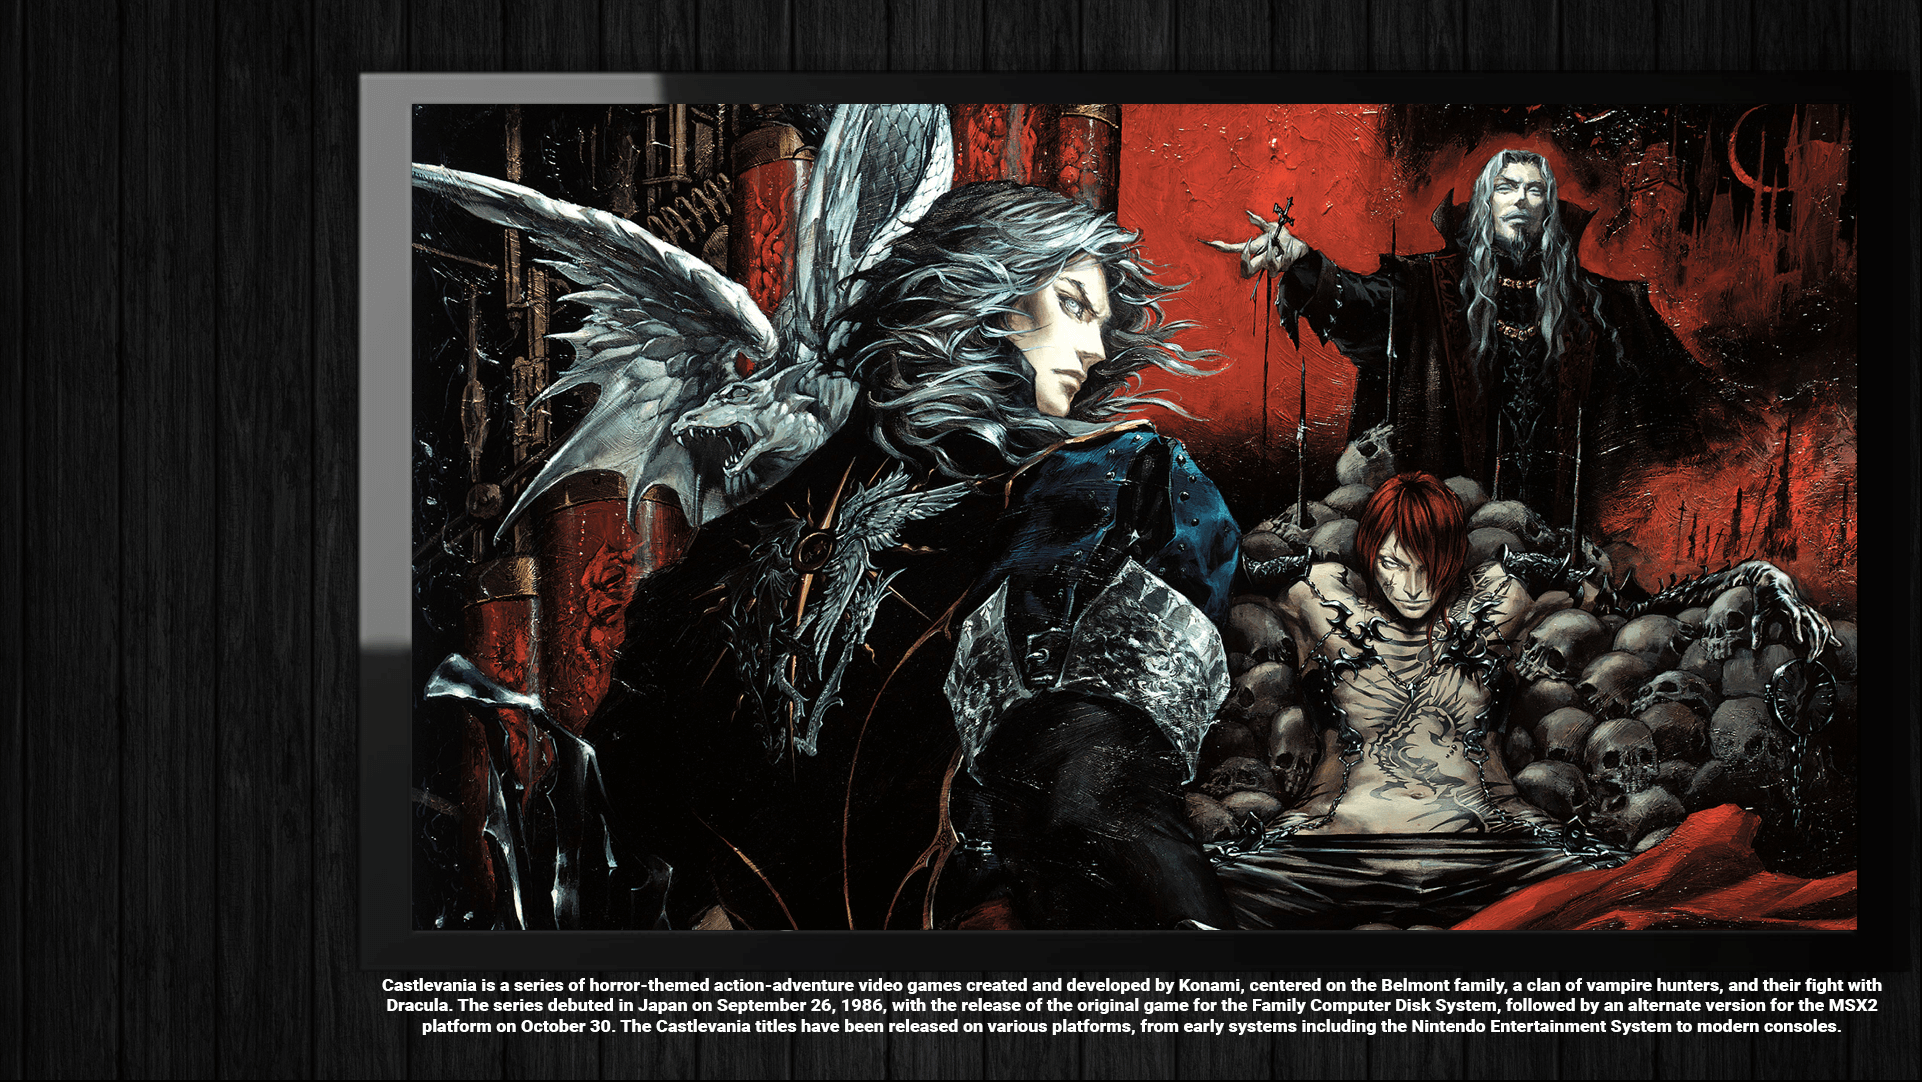 Castlevania is a series of horror-themed action-adventure video games created and developed by Konami, centered on the Belmont family, a clan of vampire hunters, and their fight with
Dracula. The series debuted in Japan on September 26, 1986, with the release of the original game for the Family Computer Disk System, followed by an alternate version for the MSX2
platform on October 30. The Castlevania titles have been released on various platforms, from early systems including the Nintendo Entertainment System to modern consoles.